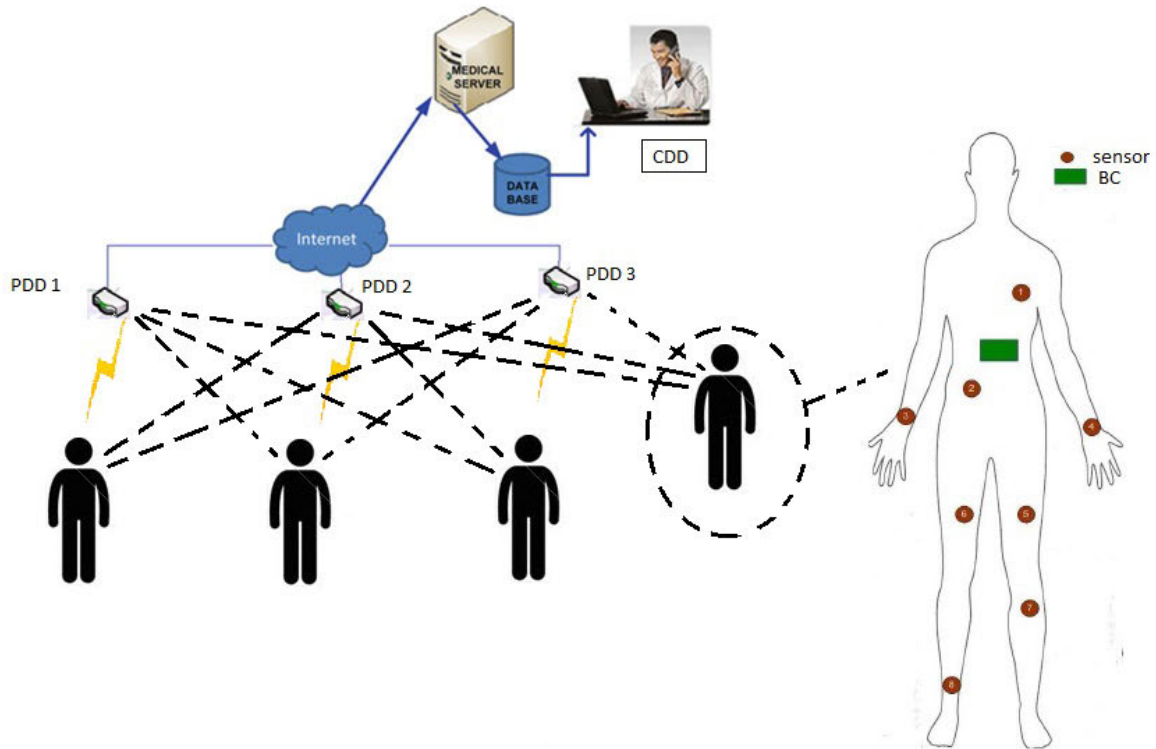 MEDICAL
SERVER
CDD
DATA
BASE
Internet
PDD 1
PDD 2
PDD 3
sensor
BC
1
2
3
4
6
5
7
8